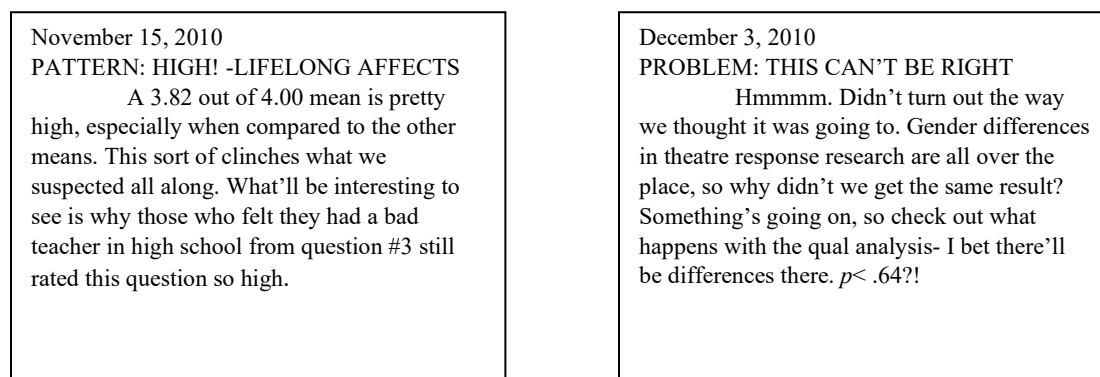 November 15, 2010
PATTERN: HIGH! -LIFELONG AFFECTS
A 3.82 out of 4.00 mean is pretty
high, especially when compared to the other
means. This sort of clinches what we
suspected all along. What’ll be interesting to
see is why those who felt they had a bad
teacher in high school from question #3 still
rated this question so high.
December 3, 2010
PROBLEM: THIS CAN’T BE RIGHT
Hmmmm. Didn’t turn out the way
we thought it was going to. Gender differences
in theatre response research are all over the
place, so why didn’t we get the same result?
Something’s going on, so check out what
happens with the qual analysis- I bet there’ll
be differences there. p< .64?!